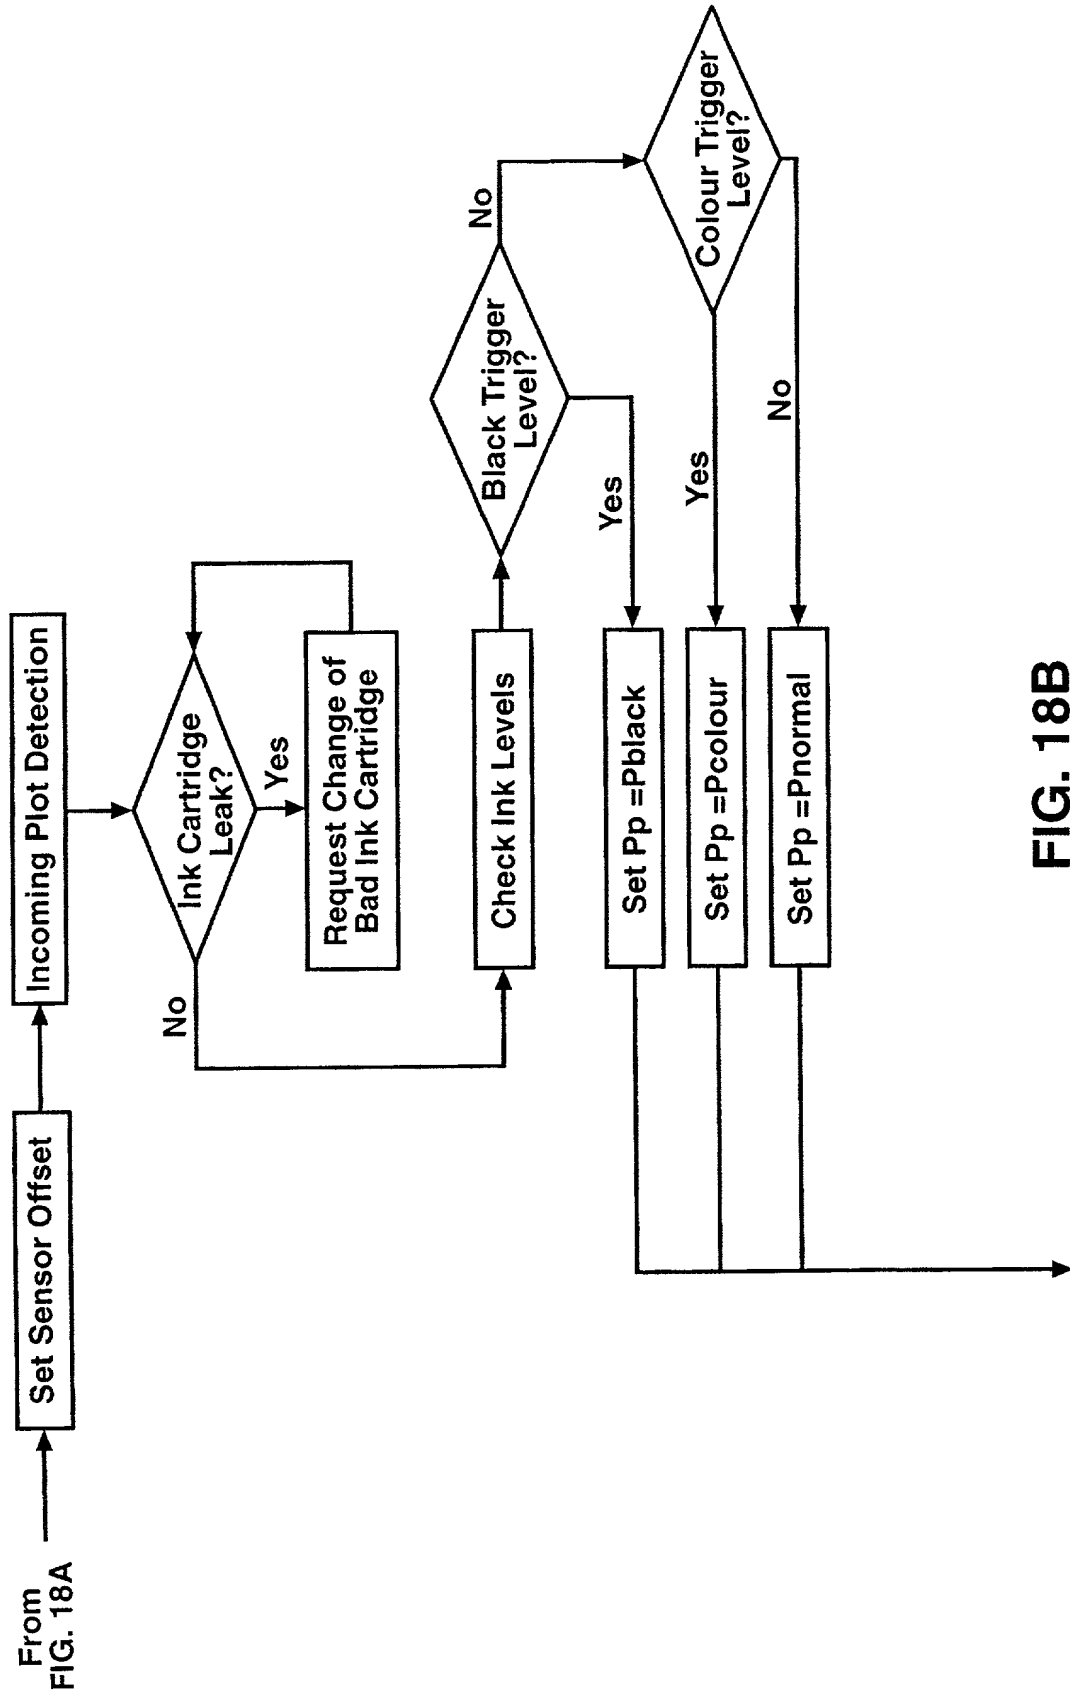 From
FIG. 18A
Set Sensor Offset
Incoming Plot Detection
Ink Cartridge
Leak?
No
Yes
Request Change of
Bad Ink Cartridge
Check Ink Levels
Black Trigger
Level?
No
Yes
Colour Trigger
Level?
Yes
No
Set Pp =Pblack
Set Pp =Pcolour
Set Pp =Pnormal
FIG. 18B